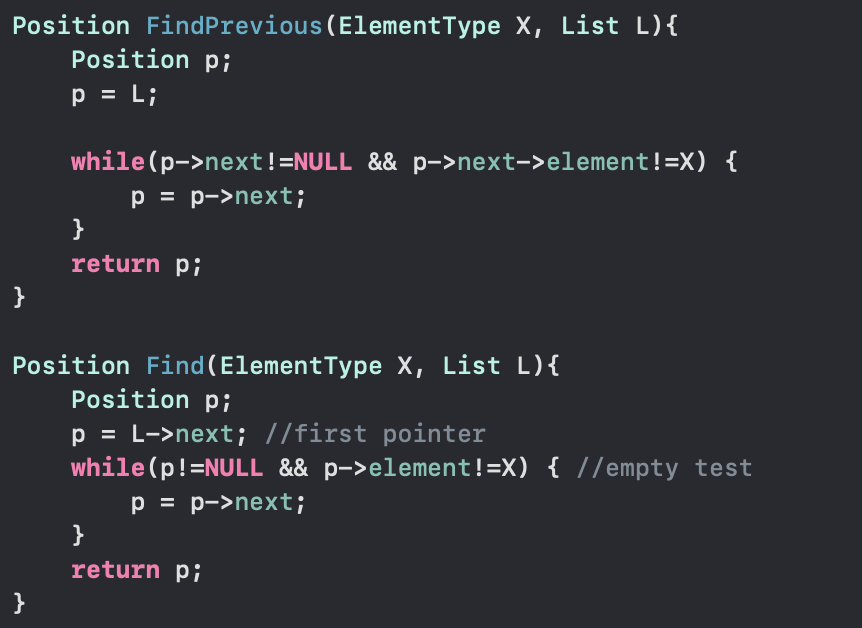 Position FindPrevious(ElementType X, List L){
    Position p;
    p = L;

    while(p->next!=NULL && p->next->element!=X) {
        p = p->next;
    }
    return p;
}

Position Find(ElementType X, List L){
    Position p;
    p = L->next; //first pointer
    while(p!=NULL && p->element!=X) { //empty test
        p = p->next;
    }
    return p;
}